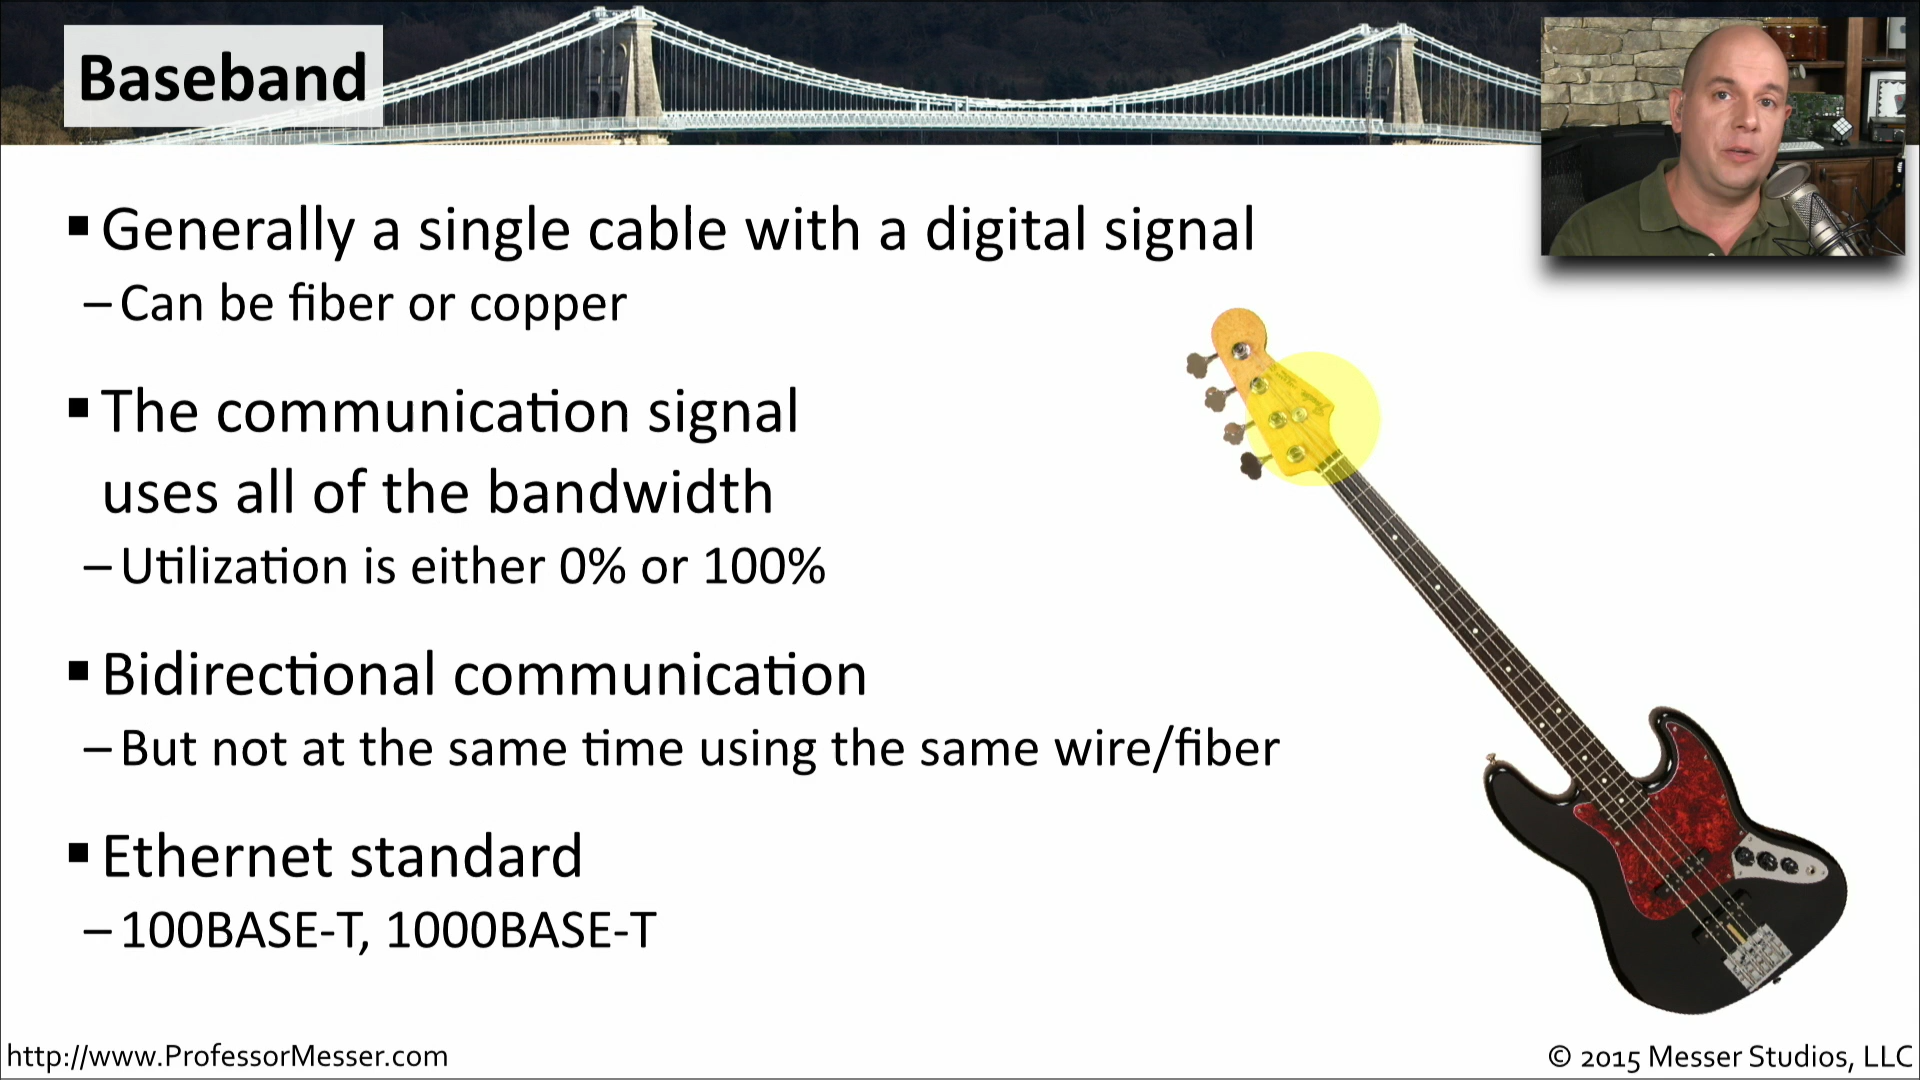 Baseband
▪ Generally a single cable with a digital signal
– Can be fiber or copper
▪ The communication signal
uses all of the bandwidth
– Utilization is either 0% or 100%
▪ Bidirectional communication
– But not at the same time using the same wire/fiber
▪ Ethernet standard
– 100BASE-T, 1000BASE-T
http://www.ProfessorMesser.com
© 2015 Messer Studios, LLC